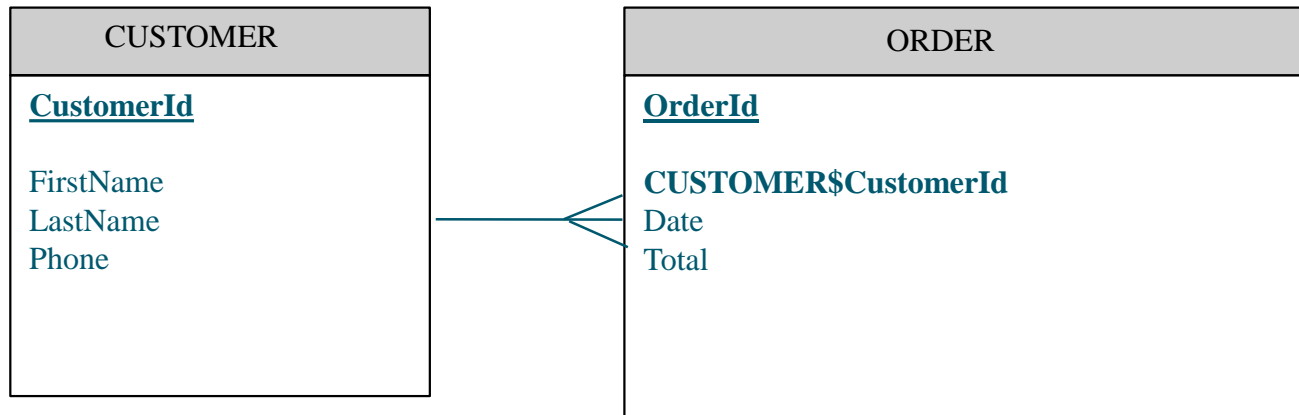 CUSTOMER
CustomerId
FirstName
LastName
Phone
ORDER
OrderId
CUSTOMER$CustomerId
Date
Total